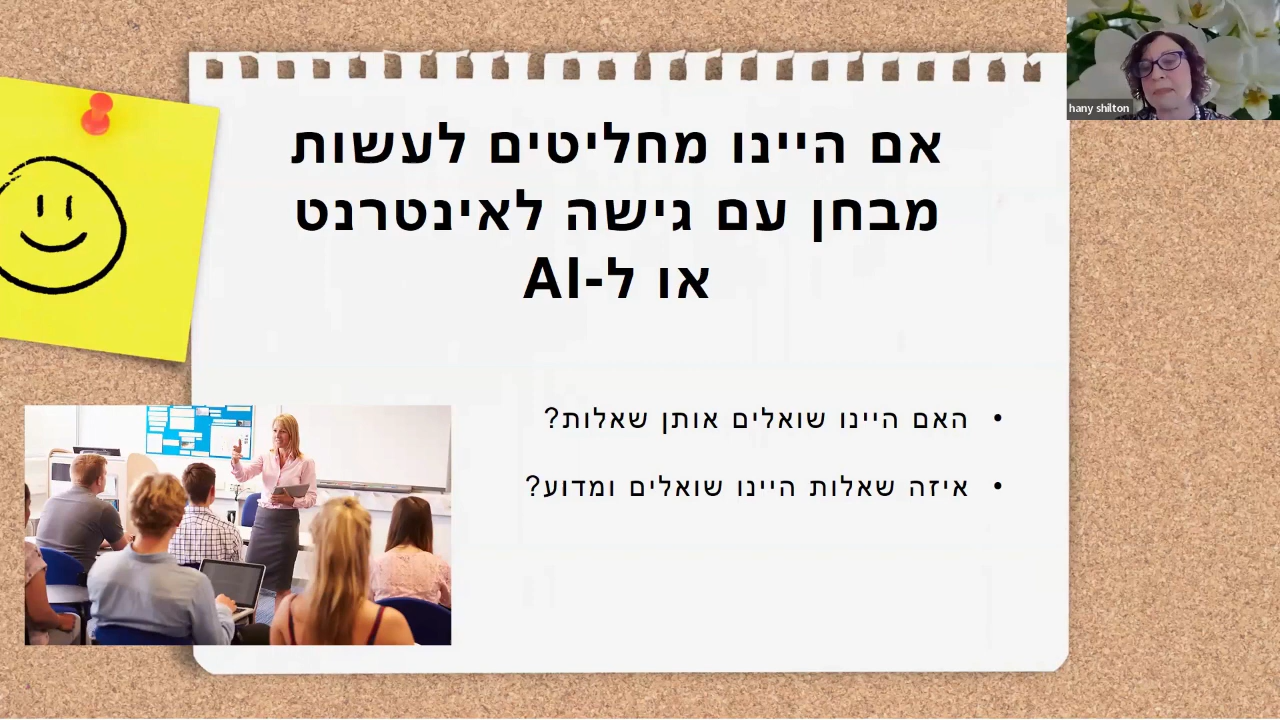 אם היינו מחליטים לעשות
מבחן עם גישה לאינטרנט
או ל-AI
• האם היינו שואלים אותן שאלות?
• איזה שאלות היינו שואלים ומדוע?
hany shilton